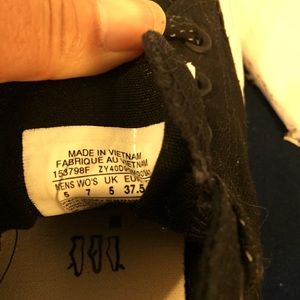 MADE IN VIETNAM
FABRIQUE AU VIETNAM
153798F
MENS WO'S UK EUR
5 7 5 37.5